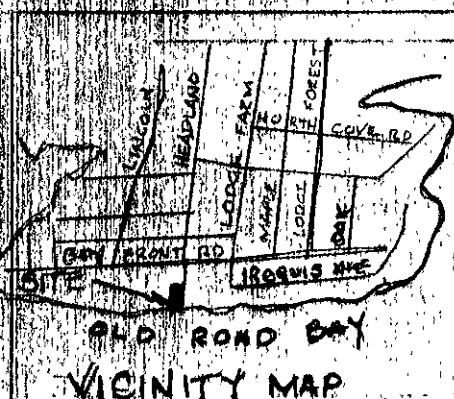 LINCOLN
HEADLAND
LODGE FARM
FOREST
NORTH COVE RD
MAPLE
LODGE
OAK
BAY FRONT RD
IROQUIS AVE
SITE
OLD ROAD BAY
VICINITY MAP